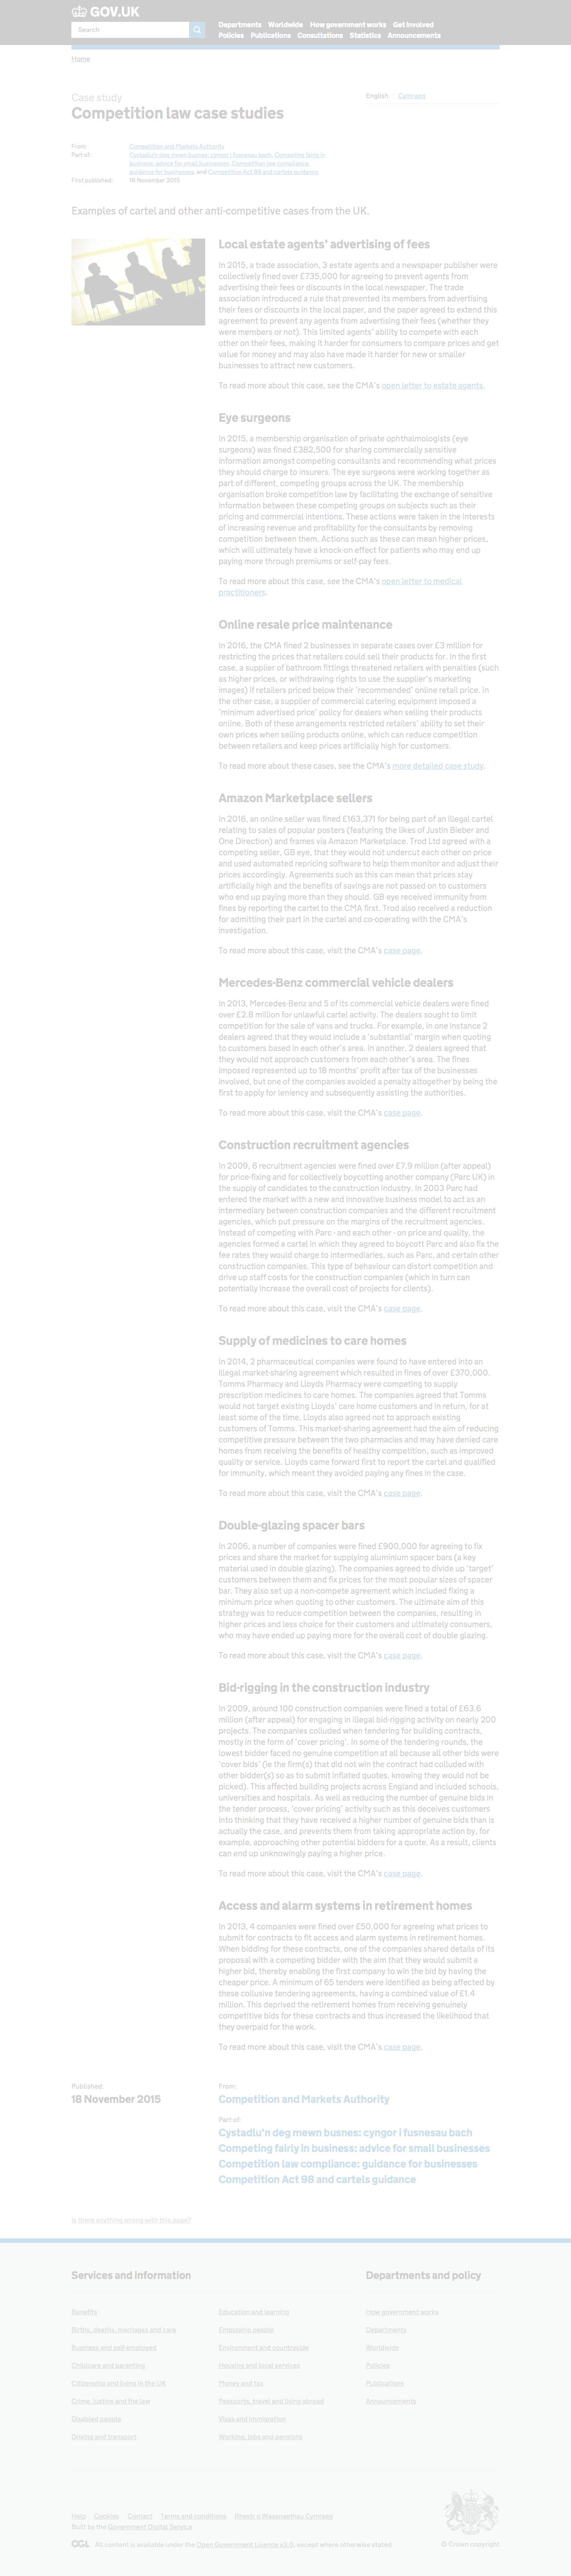 GOV.UK
Search
Departments Worldwide How government works Get involved
Policies Publications Consultations Statistics Announcements
Home
Case study
English Cymraeg
Competition law case studies
From: Competition and Markets Authority
Part of: Cystadlu'n deg mewn busnes: cyngor i fusnesau bach, Competing fairly in
business: advice for small businesses, Competition law compliance:
guidance for businesses, and Competition Act 98 and cartels guidance
First published: 18 November 2015
Examples of cartel and other anti-competitive cases from the UK.
Local estate agents' advertising of fees
In 2015, a trade association, 3 estate agents and a newspaper publisher were
collectively fined over £735,000 for agreeing to prevent agents from
advertising their fees or discounts in the local newspaper. The trade
association introduced a rule that prevented its members from advertising
their fees or discounts in the local paper, and the paper agreed to extend this
agreement to prevent any agents from advertising their fees (whether they
were members or not). This limited agents' ability to compete with each
other on their fees, making it harder for consumers to compare prices and get
value for money and may also have made it harder for new or smaller
businesses to attract new customers.
To read more about this case, see the CMA's open letter to estate agents.
Eye surgeons
In 2015, a membership organisation of private ophthalmologists (eye
surgeons) was fined £382,500 for sharing commercially sensitive
information amongst competing consultants and recommending what prices
they should charge to insurers. The eye surgeons were working together as
part of different, competing groups across the UK. The membership
organisation broke competition law by facilitating the exchange of sensitive
information between these competing groups on subjects such as their
pricing and commercial intentions. These actions were taken in the interests
of increasing revenue and profitability for the consultants by removing
competition between them. Actions such as these can mean higher prices,
which will ultimately have a knock-on effect for patients who may end up
paying more through premiums or self-pay fees.
To read more about this case, see the CMA's open letter to medical
practitioners.
Online resale price maintenance
In 2016, the CMA fined 2 businesses in separate cases over £3 million for
restricting the prices that retailers could sell their products for. In the first
case, a supplier of bathroom fittings threatened retailers with penalties (such
as higher prices, or withdrawing rights to use the supplier's marketing
images) if retailers priced below their 'recommended' online retail price. In
the other case, a supplier of commercial catering equipment imposed a
'minimum advertised price' policy for dealers when selling their products
online. Both of these arrangements restricted retailers' ability to set their
own prices when selling products online, which can reduce competition
between retailers and keep prices artificially high for customers.
To read more about these cases, see the CMA's more detailed case study.
Amazon Marketplace sellers
In 2016, an online seller was fined £163,371 for being part of an illegal cartel
relating to sales of popular posters (featuring the likes of Justin Bieber and
One Direction) and frames via Amazon Marketplace. Trod Ltd agreed with a
competing seller, GB eye, that they would not undercut each other on price
and used automated repricing software to help them monitor and adjust their
prices accordingly. Agreements such as this can mean that prices stay
artificially high and the benefits of savings are not passed on to customers
who end up paying more than they should. GB eye received immunity from
fines by reporting the cartel to the CMA first. Trod also received a reduction
for admitting their part in the cartel and co-operating with the CMA's
investigation.
To read more about this case, visit the CMA's case page.
Mercedes-Benz commercial vehicle dealers
In 2013, Mercedes-Benz and 5 of its commercial vehicle dealers were fined
over £2.8 million for unlawful cartel activity. The dealers sought to limit
competition for the sale of vans and trucks. For example, in one instance 2
dealers agreed that they would include a 'substantial' margin when quoting
to customers based in each other's area. In another, 2 dealers agreed that
they would not approach customers from each other's area. The fines
imposed represented up to 18 months' profit after tax of the businesses
involved, but one of the companies avoided a penalty altogether by being the
first to apply for leniency and subsequently assisting the authorities.
To read more about this case, visit the CMA's case page.
Construction recruitment agencies
In 2009, 6 recruitment agencies were fined over £7.9 million (after appeal)
for price-fixing and for collectively boycotting another company (Parc UK) in
the supply of candidates to the construction industry. In 2003 Parc had
entered the market with a new and innovative business model to act as an
intermediary between construction companies and the different recruitment
agencies, which put pressure on the margins of the recruitment agencies.
Instead of competing with Parc - and each other - on price and quality, the
agencies formed a cartel in which they agreed to boycott Parc and also fix the
fee rates they would charge to intermediaries, such as Parc, and certain other
construction companies. This type of behaviour can distort competition and
drive up staff costs for the construction companies (which in turn can
potentially increase the overall cost of projects for clients).
To read more about this case, visit the CMA's case page.
Supply of medicines to care homes
In 2014, 2 pharmaceutical companies were found to have entered into an
illegal market-sharing agreement which resulted in fines of over £370,000.
Tomms Pharmacy and Lloyds Pharmacy were competing to supply
prescription medicines to care homes. The companies agreed that Tomms
would not target existing Lloyds' care home customers and in return, for at
least some of the time, Lloyds also agreed not to approach existing
customers of Tomms. This market-sharing agreement had the aim of reducing
competitive pressure between the two pharmacies and may have denied care
homes from receiving the benefits of healthy competition, such as improved
quality or service. Lloyds came forward first to report the cartel and qualified
for immunity, which meant they avoided paying any fines in the case.
To read more about this case, visit the CMA's case page.
Double-glazing spacer bars
In 2006, a number of companies were fined £900,000 for agreeing to fix
prices and share the market for supplying aluminium spacer bars (a key
material used in double glazing). The companies agreed to divide up 'target'
customers between them and fix prices for the most popular sizes of spacer
bar. They also set up a non-compete agreement which included fixing a
minimum price when quoting to other customers. The ultimate aim of this
strategy was to reduce competition between the companies, resulting in
higher prices and less choice for their customers and ultimately consumers,
who may have ended up paying more for the overall cost of double glazing.
To read more about this case, visit the CMA's case page.
Bid-rigging in the construction industry
In 2009, around 100 construction companies were fined a total of £63.6
million (after appeal) for engaging in illegal bid-rigging activity on nearly 200
projects. The companies colluded when tendering for building contracts,
mostly in the form of 'cover pricing'. In some of the tendering rounds, the
lowest bidder faced no genuine competition at all because all other bids were
'cover bids' (ie the firm(s) that did not win the contract had colluded with
other bidder(s) so as to submit inflated quotes, knowing they would not be
picked). This affected building projects across England and included schools,
universities and hospitals. As well as reducing the number of genuine bids in
the tender process, 'cover pricing' activity such as this deceives customers
into thinking that they have received a higher number of genuine bids than is
actually the case, and prevents them from taking appropriate action by, for
example, approaching other potential bidders for a quote. As a result, clients
can end up unknowingly paying a higher price.
To read more about this case, visit the CMA's case page.
Access and alarm systems in retirement homes
In 2013, 4 companies were fined over £50,000 for agreeing what prices to
submit for contracts to fit access and alarm systems in retirement homes.
When bidding for these contracts, one of the companies shared details of its
proposal with a competing bidder with the aim that they would submit a
higher bid, thereby enabling the first company to win the bid by having the
cheaper price. A minimum of 65 tenders were identified as being affected by
these collusive tendering agreements, having a combined value of £1.4
million. This deprived the retirement homes from receiving genuinely
competitive bids for these contracts and thus increased the likelihood that
they overpaid for the work.
To read more about this case, visit the CMA's case page.
Published: From:
18 November 2015 Competition and Markets Authority
Part of:
Cystadlu'n deg mewn busnes: cyngor i fusnesau bach
Competing fairly in business: advice for small businesses
Competition law compliance: guidance for businesses
Competition Act 98 and cartels guidance
Is there anything wrong with this page?
Services and information Departments and policy
Benefits Education and learning How government works
Births, deaths, marriages and care Employing people Departments
Business and self-employed Environment and countryside Worldwide
Childcare and parenting Housing and local services Policies
Citizenship and living in the UK Money and tax Publications
Crime, justice and the law Passports, travel and living abroad Announcements
Disabled people Visas and immigration
Driving and transport Working, jobs and pensions
Help Cookies Contact Terms and conditions Rhestr o Wasanaethau Cymraeg
Built by the Government Digital Service
OGL All content is available under the Open Government Licence v3.0, except where otherwise stated
© Crown copyright